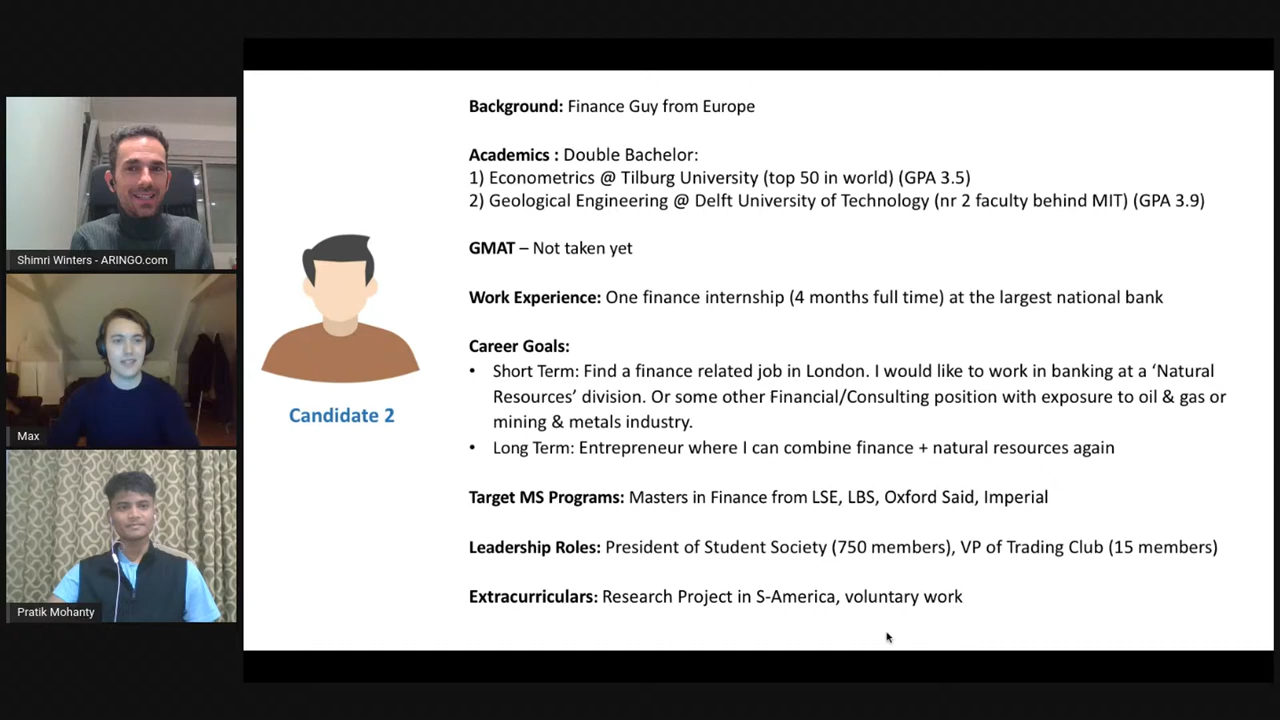 Shimri Winters - ARINGO.com
Max
Pratik Mohanty
Candidate 2
Background: Finance Guy from Europe
Academics : Double Bachelor:
1) Econometrics @ Tilburg University (top 50 in world) (GPA 3.5)
2) Geological Engineering @ Delft University of Technology (nr 2 faculty behind MIT) (GPA 3.9)
GMAT – Not taken yet
Work Experience: One finance internship (4 months full time) at the largest national bank
Career Goals:
• Short Term: Find a finance related job in London. I would like to work in banking at a ‘Natural
Resources’ division. Or some other Financial/Consulting position with exposure to oil & gas or
mining & metals industry.
• Long Term: Entrepreneur where I can combine finance + natural resources again
Target MS Programs: Masters in Finance from LSE, LBS, Oxford Said, Imperial
Leadership Roles: President of Student Society (750 members), VP of Trading Club (15 members)
Extracurriculars: Research Project in S-America, voluntary work